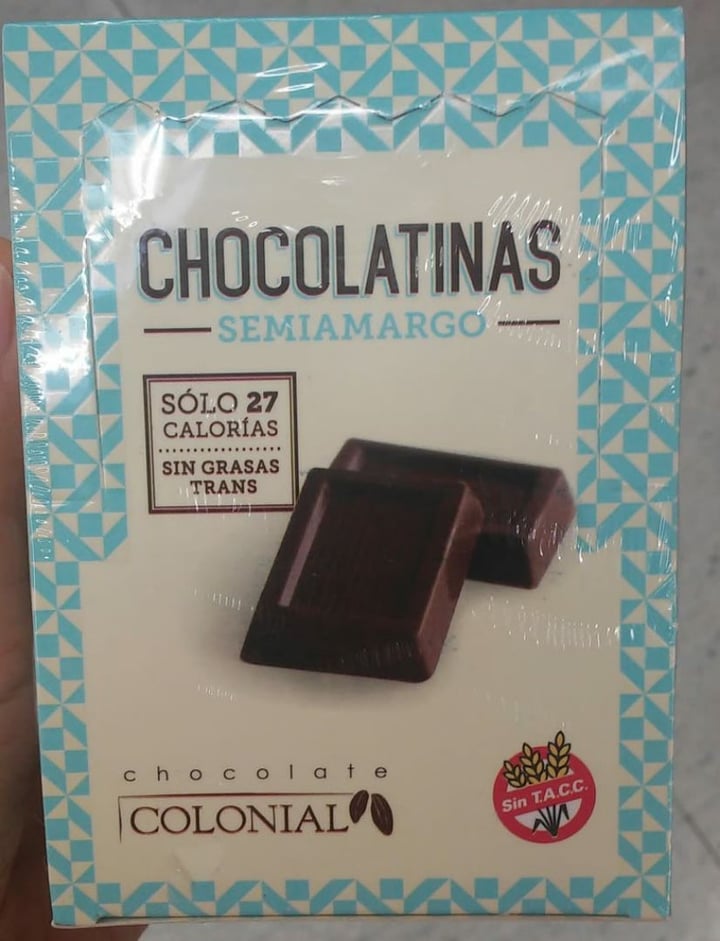 CHOCOLATINAS
SEMIAMARGO
SÓLO 27
CALORÍAS
SIN GRASAS
TRANS
chocolate
COLONIAL
Sin T.A.C.C.